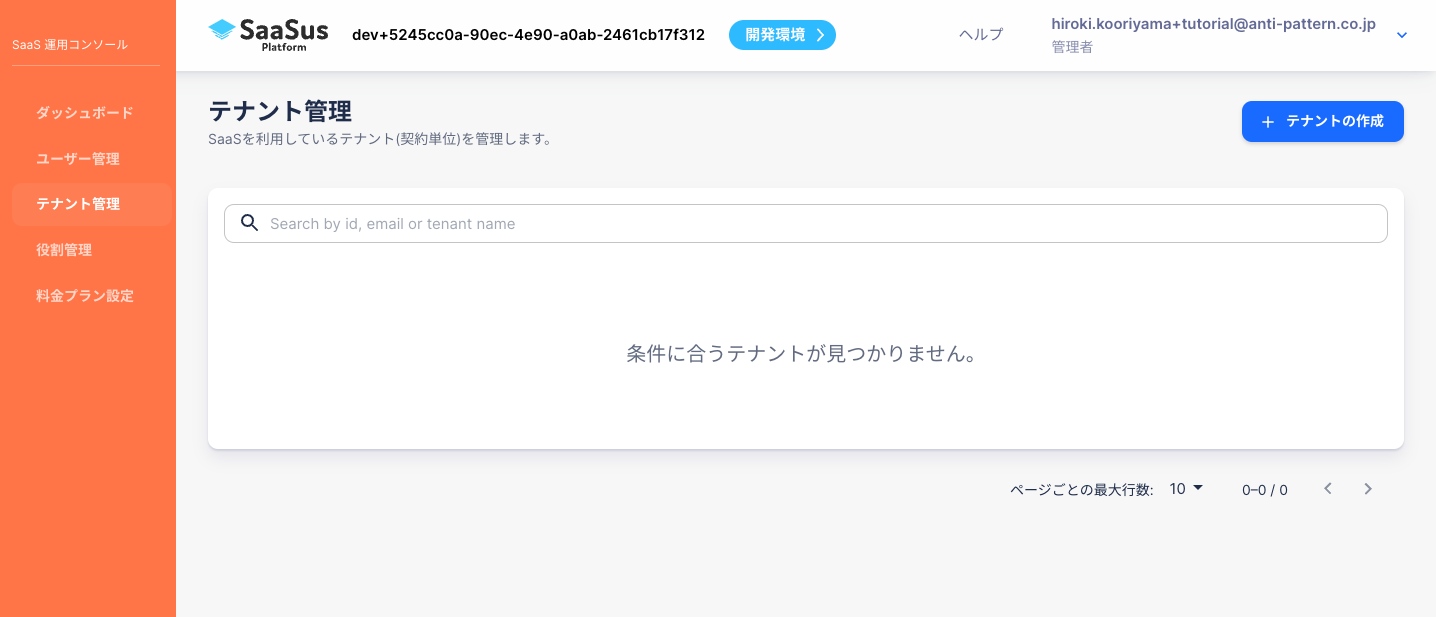 SaaS 運用コンソール
ダッシュボード
ユーザー管理
テナント管理
役割管理
料金プラン設定
SaaSus
Platform
dev+5245cc0a-90ec-4e90-a0ab-2461cb17f312
開発環境
ヘルプ
hiroki.kooriyama+tutorial@anti-pattern.co.jp
管理者
テナント管理
SaaSを利用しているテナント(契約単位)を管理します。
+ テナントの作成
Search by id, email or tenant name
条件に合うテナントが見つかりません。
ページごとの最大行数: 10 0–0 / 0